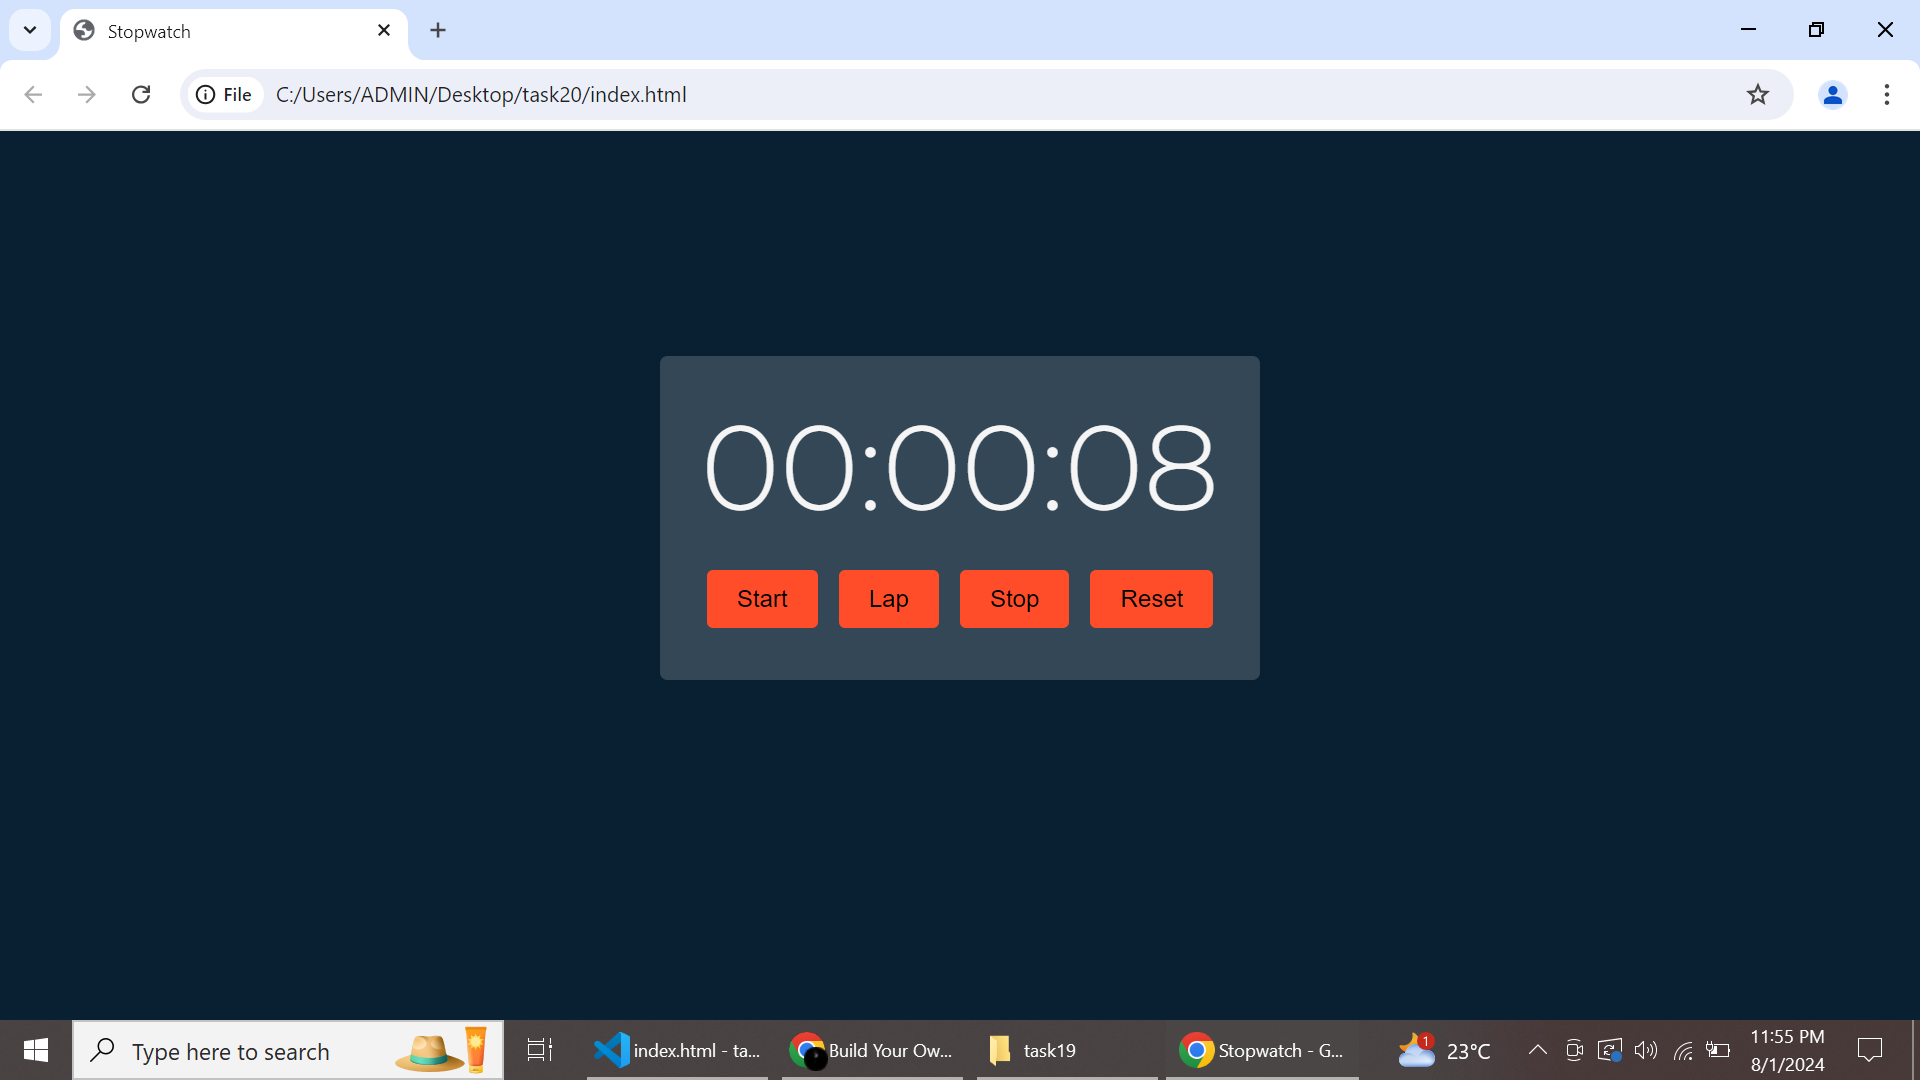 Stopwatch
File
C:/Users/ADMIN/Desktop/task20/index.html
00:00:08
Start Lap Stop Reset
Type here to search
index.html - ta...
Build Your Ow...
task19
Stopwatch - G...
1
23°C
11:55 PM
8/1/2024